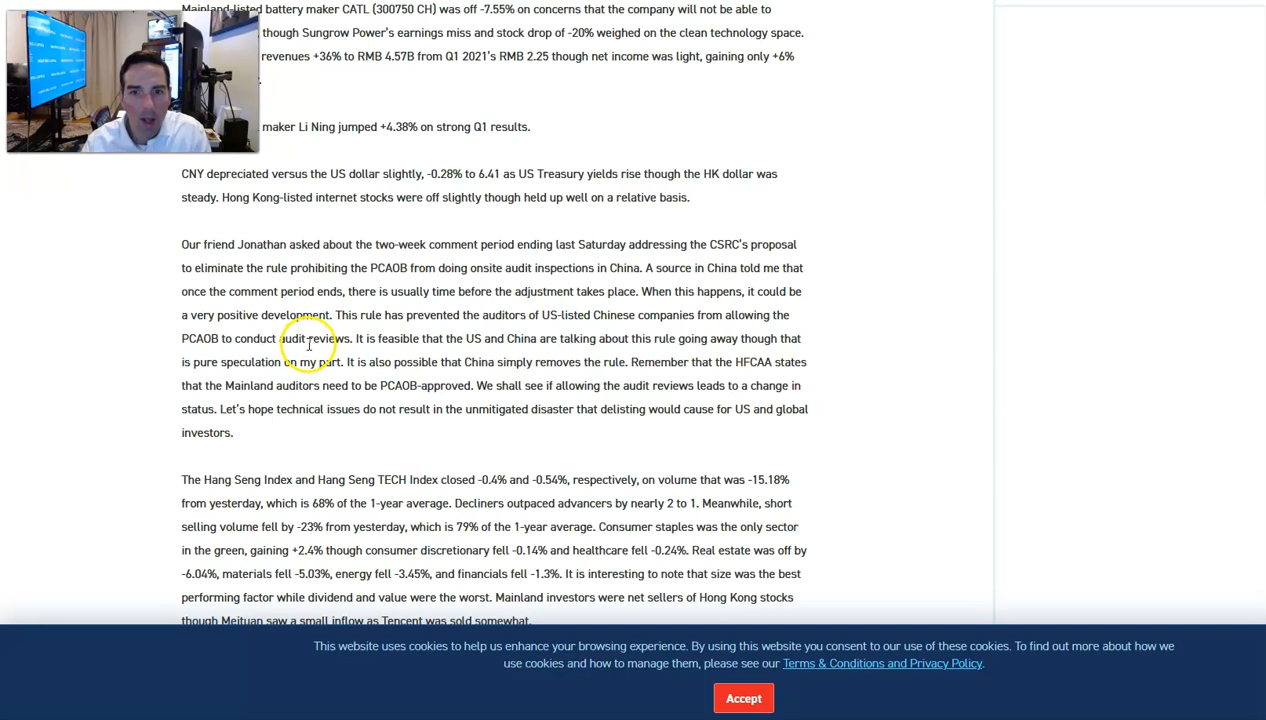 Mainland-listed battery maker CATL (300750 CH) was off -7.55% on concerns that the company will not be able to
though Sungrow Power's earnings miss and stock drop of -20% weighed on the clean technology space.
revenues +36% to RMB 4.57B from Q1 2021's RMB 2.25 though net income was light, gaining only +6%
maker Li Ning jumped +4.38% on strong Q1 results.
CNY depreciated versus the US dollar slightly, -0.28% to 6.41 as US Treasury yields rise though the HK dollar was
steady. Hong Kong-listed internet stocks were off slightly though held up well on a relative basis.
Our friend Jonathan asked about the two-week comment period ending last Saturday addressing the CSRC's proposal
to eliminate the rule prohibiting the PCAOB from doing onsite audit inspections in China. A source in China told me that
once the comment period ends, there is usually time before the adjustment takes place. When this happens, it could be
a very positive development. This rule has prevented the auditors of US-listed Chinese companies from allowing the
PCAOB to conduct audit reviews. It is feasible that the US and China are talking about this rule going away though that
is pure speculation on my part. It is also possible that China simply removes the rule. Remember that the HFCAA states
that the Mainland auditors need to be PCAOB-approved. We shall see if allowing the audit reviews leads to a change in
status. Let's hope technical issues do not result in the unmitigated disaster that delisting would cause for US and global
investors.
The Hang Seng Index and Hang Seng TECH Index closed -0.4% and -0.54%, respectively, on volume that was -15.18%
from yesterday, which is 68% of the 1-year average. Decliners outpaced advancers by nearly 2 to 1. Meanwhile, short
selling volume fell by -23% from yesterday, which is 79% of the 1-year average. Consumer staples was the only sector
in the green, gaining +2.4% though consumer discretionary fell -0.14% and healthcare fell -0.24%. Real estate was off by
-6.04%, materials fell -5.03%, energy fell -3.45%, and financials fell -1.3%. It is interesting to note that size was the best
performing factor while dividend and value were the worst. Mainland investors were net sellers of Hong Kong stocks
though Meituan saw a small inflow as Tencent was sold somewhat.
This website uses cookies to help us enhance your browsing experience. By using this website you consent to our use of these cookies. To find out more about how we
use cookies and how to manage them, please see our Terms & Conditions and Privacy Policy.
Accept